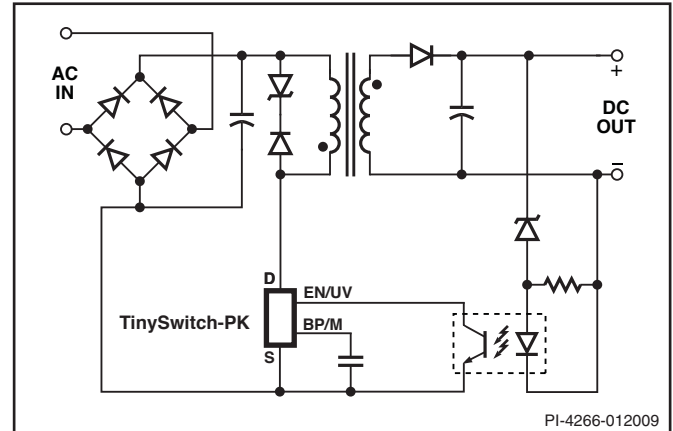 AC
IN
+
DC
OUT
–
D
EN/UV
TinySwitch-PK
BP/M
S
PI-4266-012009